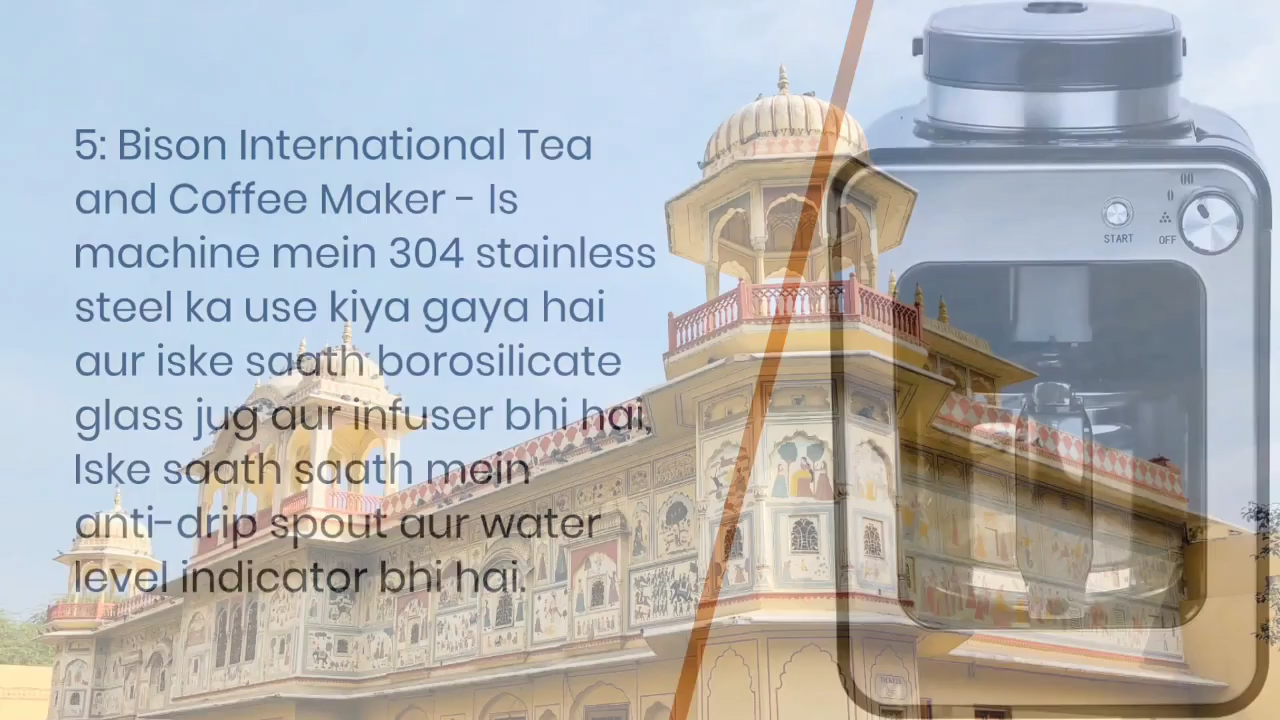 5: Bison International Tea
and Coffee Maker - Is
machine mein 304 stainless
steel ka use kiya gaya hai
aur iske saath borosilicate
glass jug aur infuser bhi hai,
Iske saath saath mein
anti-drip spout aur water
level indicator bhi hai.
START
OFF